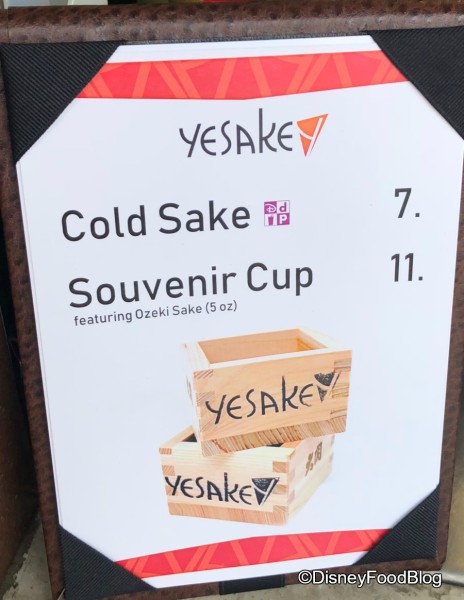 YESAKE
Cold Sake 7.
Souvenir Cup 11.
featuring Ozeki Sake (5 oz)
YESAKE
YESAKE
©DisneyFoodBlog